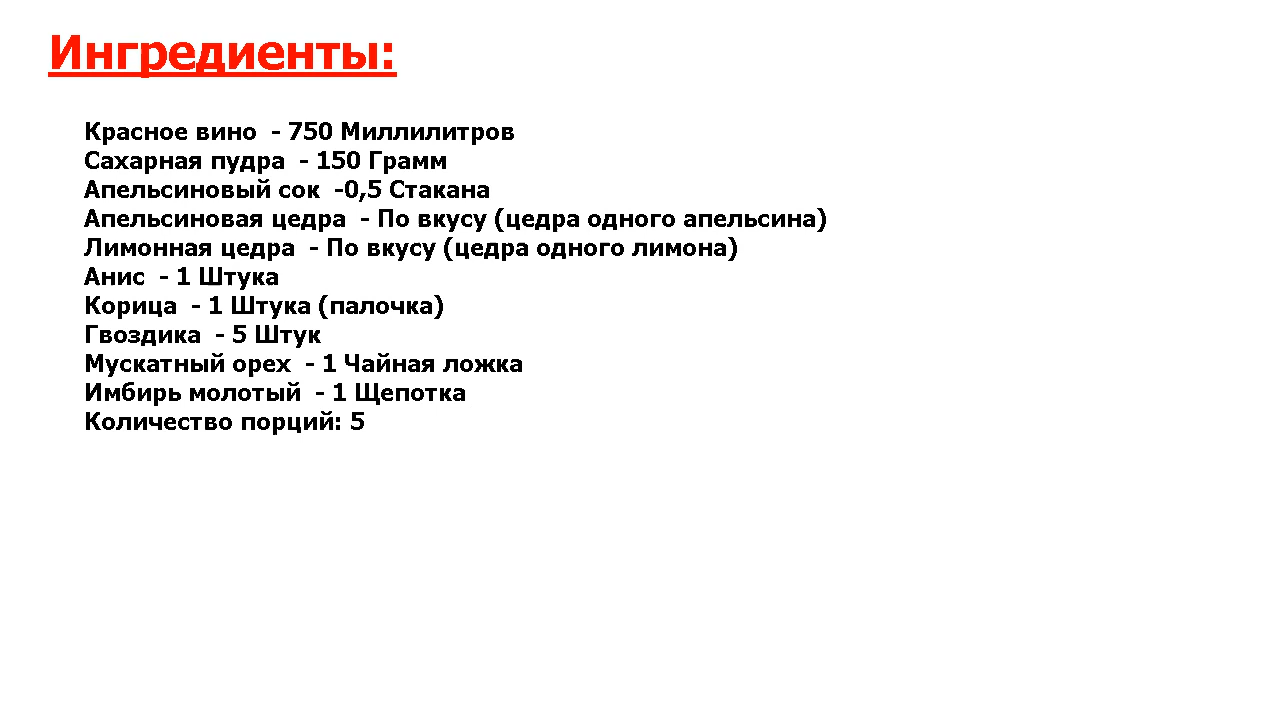 Ингредиенты:
Красное вино  - 750 Миллилитров
Сахарная пудра  - 150 Грамм
Апельсиновый сок  -0,5 Стакана
Апельсиновая цедра  - По вкусу (цедра одного апельсина)
Лимонная цедра  - По вкусу (цедра одного лимона)
Анис  - 1 Штука
Корица  - 1 Штука (палочка)
Гвоздика  - 5 Штук
Мускатный орех  - 1 Чайная ложка
Имбирь молотый  - 1 Щепотка
Количество порций: 5